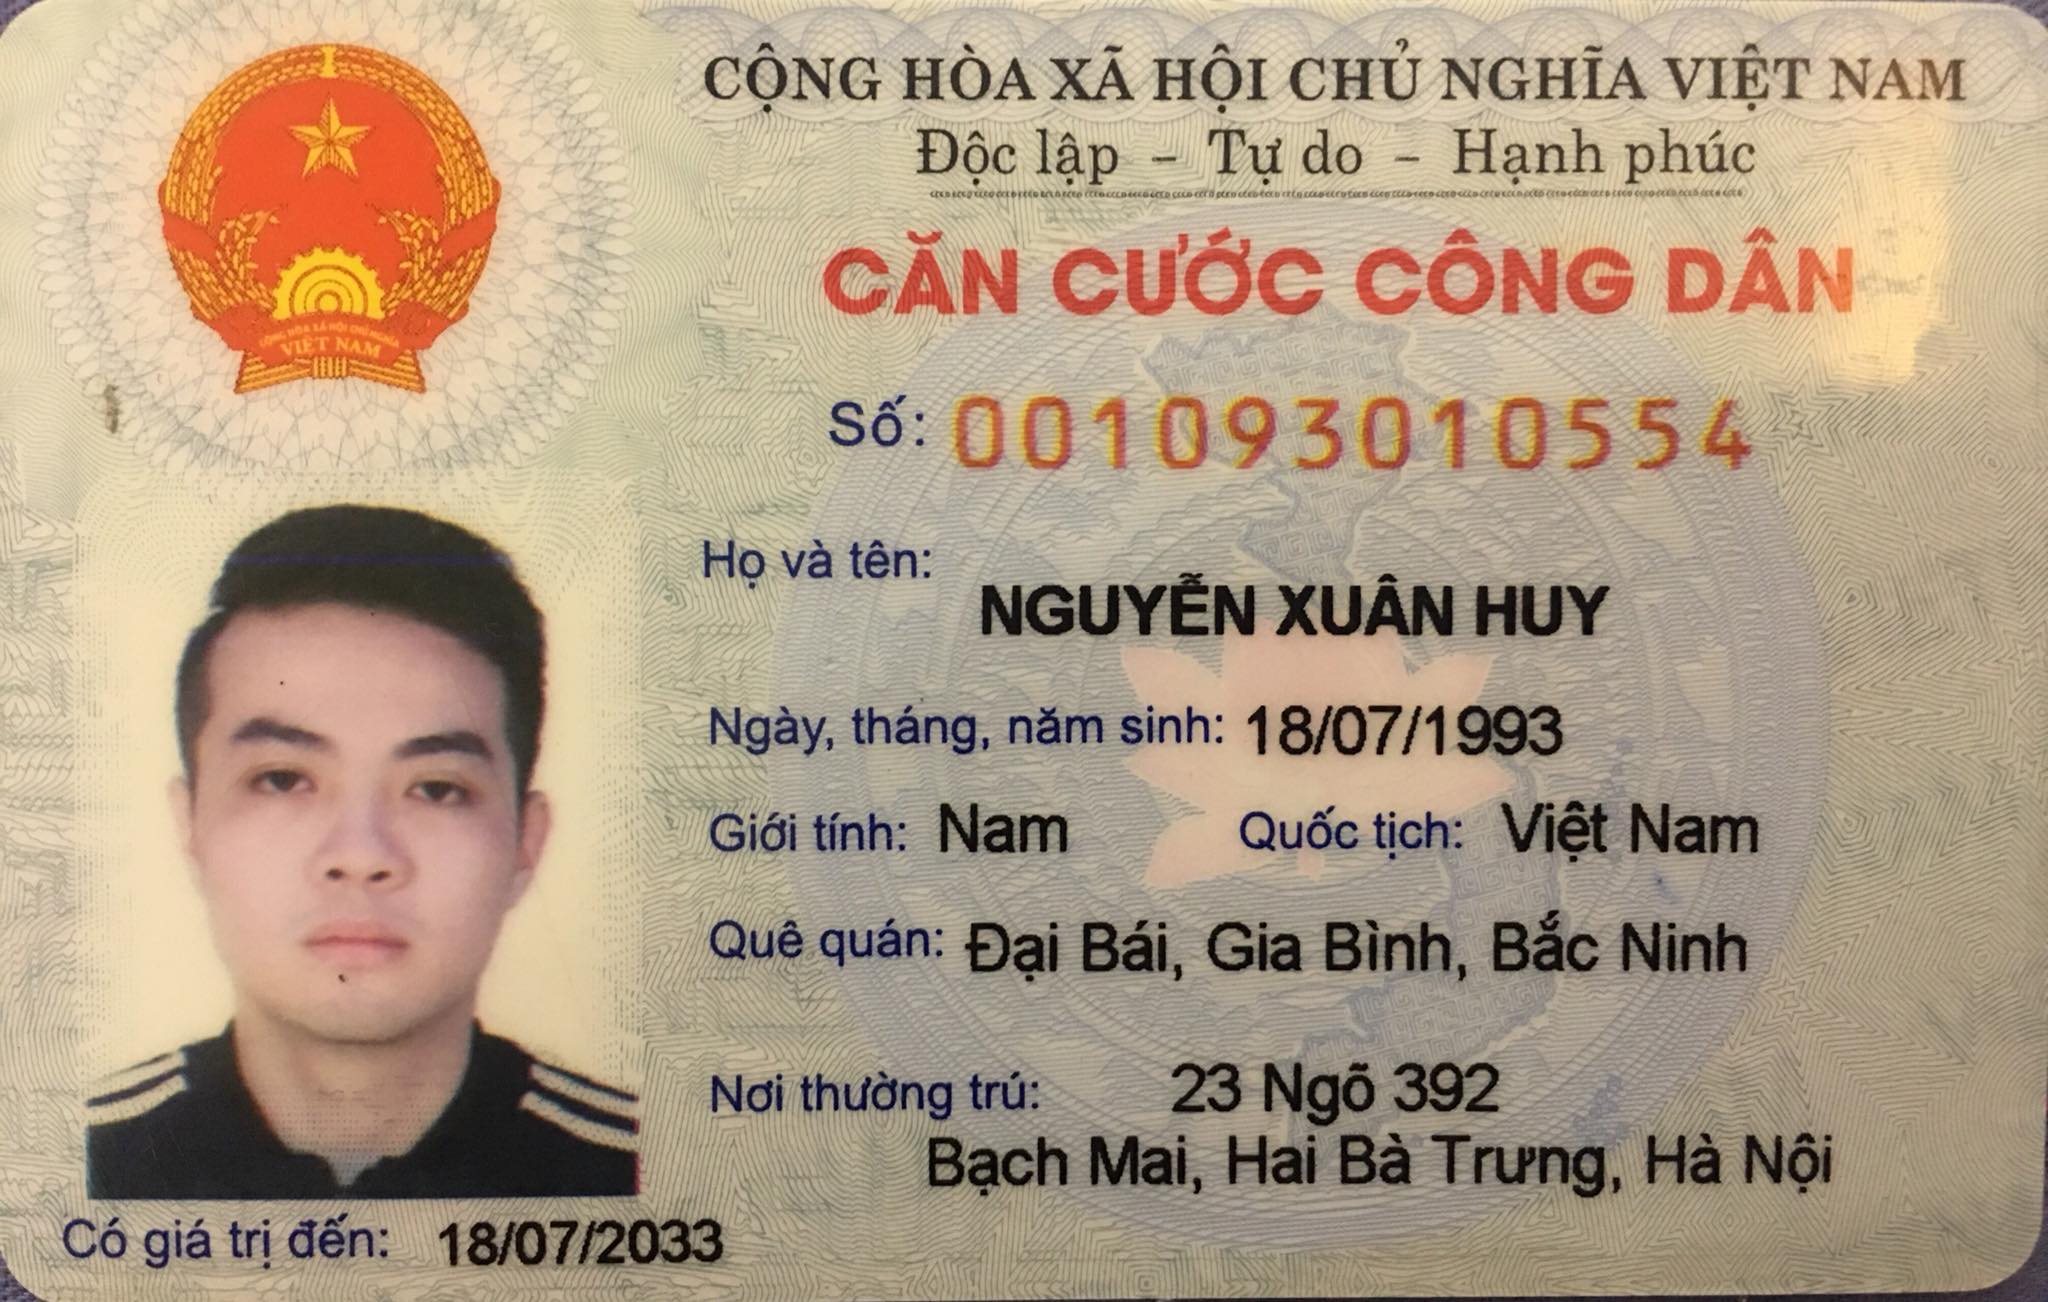 CỘNG HÒA XÃ HỘI CHỦ NGHĨA VIỆT NAM
Độc lập - Tự do - Hạnh phúc
CĂN CƯỚC CÔNG DÂN
CỘNG HÒA XÃ HỘI CHỦ NGHĨA
VIỆT NAM
Số: 001093010554
Họ và tên:
NGUYỄN XUÂN HUY
Ngày, tháng, năm sinh: 18/07/1993
Giới tính: Nam Quốc tịch: Việt Nam
Quê quán: Đại Bái, Gia Bình, Bắc Ninh
Nơi thường trú: 23 Ngõ 392
Bạch Mai, Hai Bà Trưng, Hà Nội
Có giá trị đến: 18/07/2033